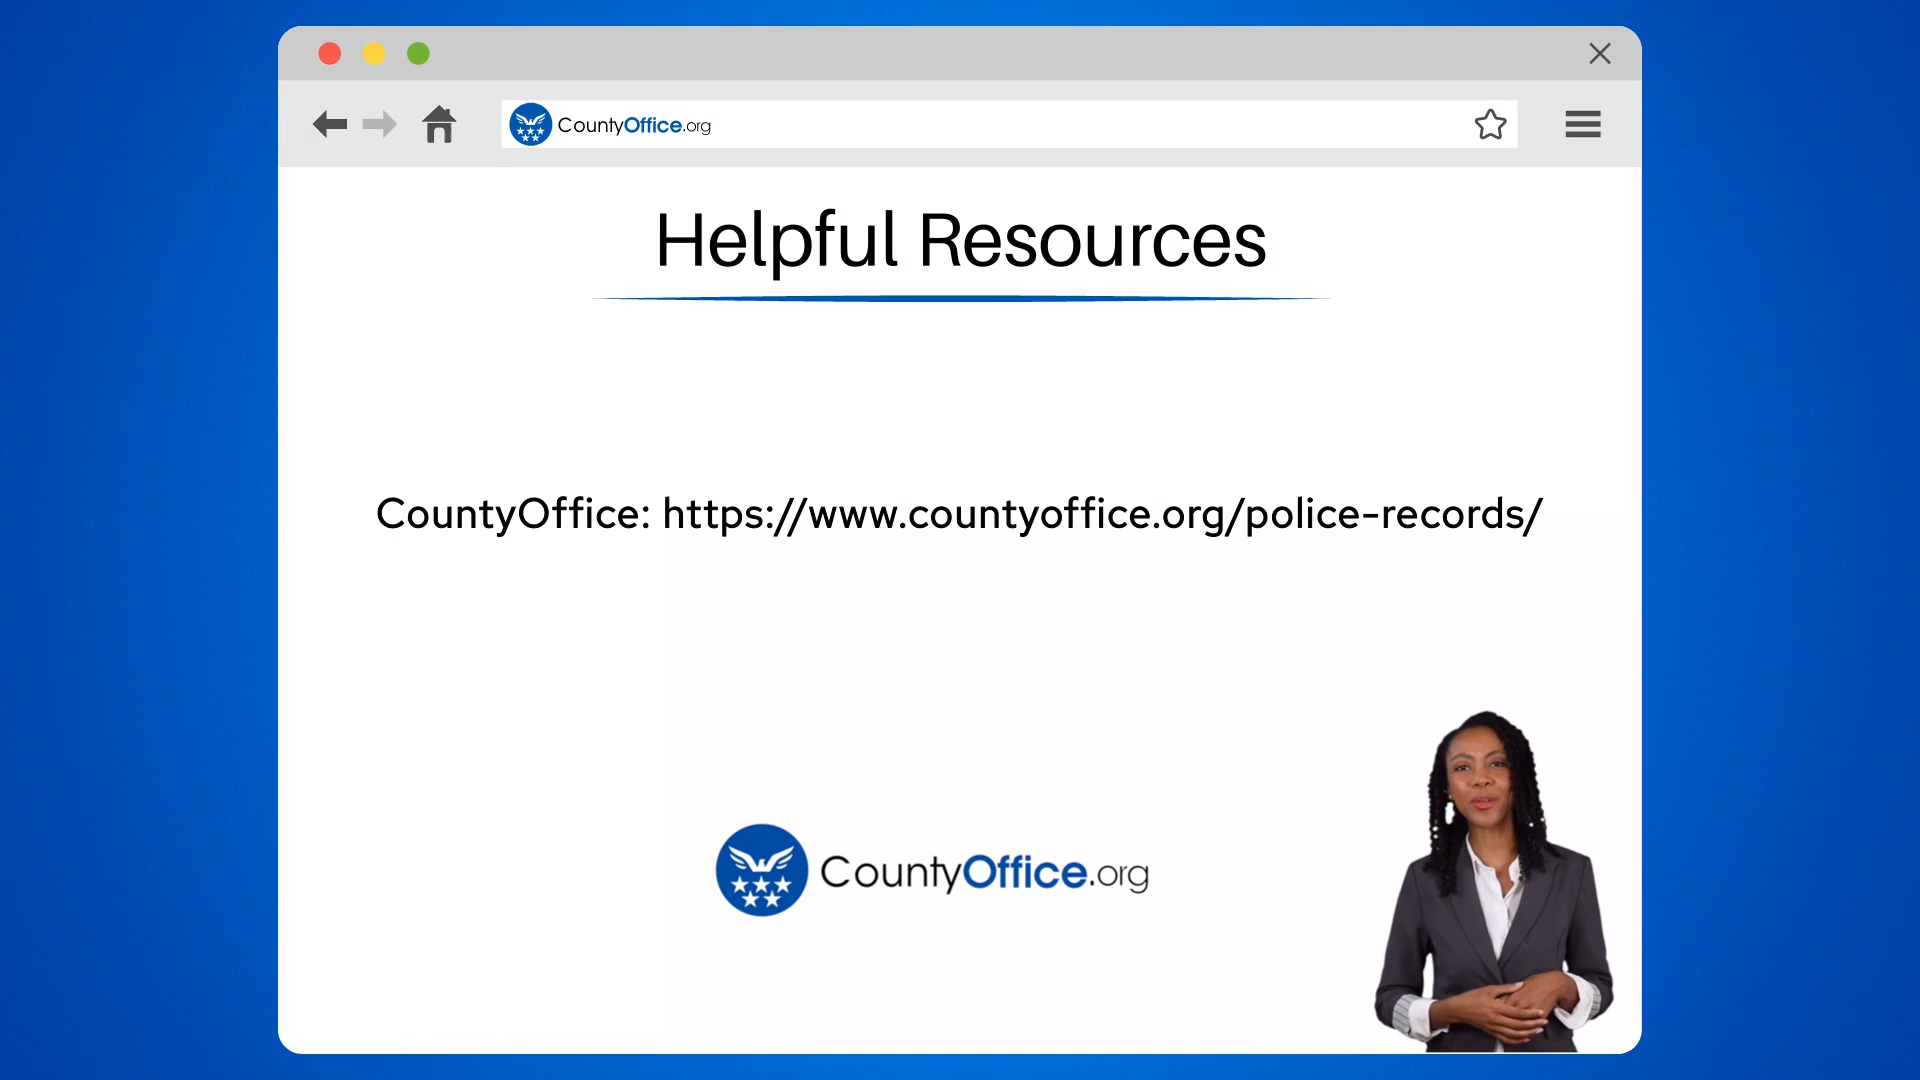 CountyOffice.org
Helpful Resources
CountyOffice: https://www.countyoffice.org/police-records/
CountyOffice.org